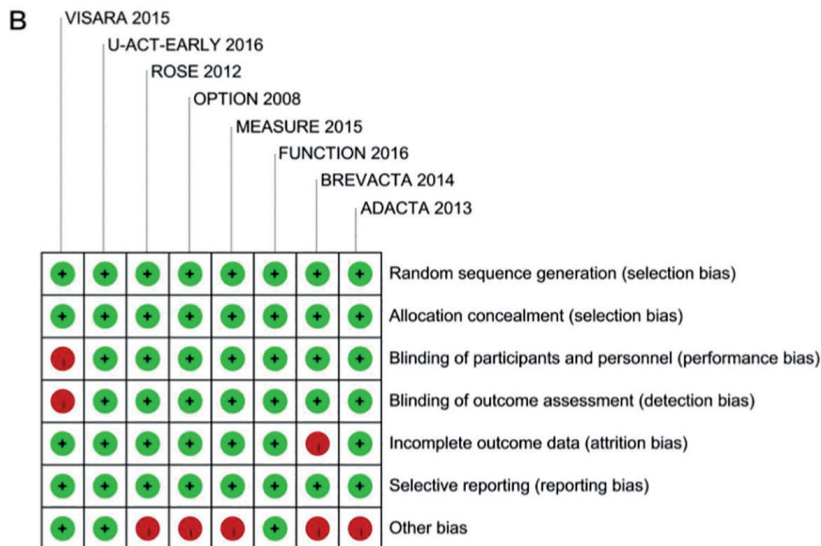 B
VISARA 2015
U-ACT-EARLY 2016
ROSE 2012
OPTION 2008
MEASURE 2015
FUNCTION 2016
BREVACTA 2014
ADACTA 2013
+ + + + + + + + Random sequence generation (selection bias)
+ + + + + + + + Allocation concealment (selection bias)
+ + + + + + + Blinding of participants and personnel (performance bias)
+ + + + + + + Blinding of outcome assessment (detection bias)
+ + + + + + + Incomplete outcome data (attrition bias)
+ + + + + + + + Selective reporting (reporting bias)
+ + + Other bias